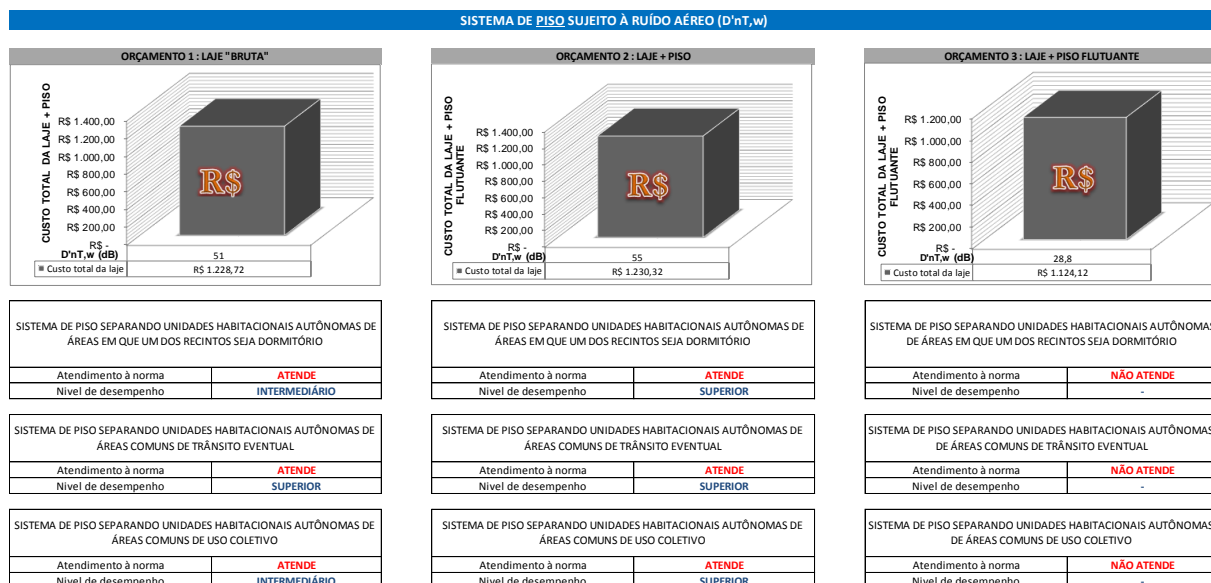 SISTEMA DE PISO SUJEITO À RUÍDO AÉREO (D'nT,w)
ORÇAMENTO 1 : LAJE "BRUTA"
CUSTO TOTAL DA LAJE + PISO
R$ 1.400,00
R$ 1.200,00
R$ 1.000,00
R$ 800,00
R$ 600,00
R$ 400,00
R$ 200,00
R$ -
R$
D'nT,w (dB)
51
Custo total da laje
R$ 1.228,72
SISTEMA DE PISO SEPARANDO UNIDADES HABITACIONAIS AUTÔNOMAS DE
ÁREAS EM QUE UM DOS RECINTOS SEJA DORMITÓRIO
Atendimento à norma ATENDE
Nivel de desempenho INTERMEDIÁRIO
SISTEMA DE PISO SEPARANDO UNIDADES HABITACIONAIS AUTÔNOMAS DE
ÁREAS COMUNS DE TRÂNSITO EVENTUAL
Atendimento à norma ATENDE
Nivel de desempenho SUPERIOR
SISTEMA DE PISO SEPARANDO UNIDADES HABITACIONAIS AUTÔNOMAS DE
ÁREAS COMUNS DE USO COLETIVO
Atendimento à norma ATENDE
Nivel de desempenho INTERMEDIÁRIO
ORÇAMENTO 2 : LAJE + PISO
CUSTO TOTAL DA LAJE + PISO
FLUTUANTE
R$ 1.400,00
R$ 1.200,00
R$ 1.000,00
R$ 800,00
R$ 600,00
R$ 400,00
R$ 200,00
R$ -
R$
D'nT,w (dB)
55
Custo total da laje
R$ 1.230,32
SISTEMA DE PISO SEPARANDO UNIDADES HABITACIONAIS AUTÔNOMAS DE
ÁREAS EM QUE UM DOS RECINTOS SEJA DORMITÓRIO
Atendimento à norma ATENDE
Nivel de desempenho SUPERIOR
SISTEMA DE PISO SEPARANDO UNIDADES HABITACIONAIS AUTÔNOMAS DE
ÁREAS COMUNS DE TRÂNSITO EVENTUAL
Atendimento à norma ATENDE
Nivel de desempenho SUPERIOR
SISTEMA DE PISO SEPARANDO UNIDADES HABITACIONAIS AUTÔNOMAS DE
ÁREAS COMUNS DE USO COLETIVO
Atendimento à norma ATENDE
Nivel de desempenho SUPERIOR
ORÇAMENTO 3 : LAJE + PISO FLUTUANTE
CUSTO TOTAL DA LAJE + PISO
FLUTUANTE
R$ 1.200,00
R$ 1.000,00
R$ 800,00
R$ 600,00
R$ 400,00
R$ 200,00
R$ -
R$
D'nT,w (dB)
28,8
Custo total da laje
R$ 1.124,12
SISTEMA DE PISO SEPARANDO UNIDADES HABITACIONAIS AUTÔNOMAS
DE ÁREAS EM QUE UM DOS RECINTOS SEJA DORMITÓRIO
Atendimento à norma NÃO ATENDE
Nivel de desempenho -
SISTEMA DE PISO SEPARANDO UNIDADES HABITACIONAIS AUTÔNOMAS
DE ÁREAS COMUNS DE TRÂNSITO EVENTUAL
Atendimento à norma NÃO ATENDE
Nivel de desempenho -
SISTEMA DE PISO SEPARANDO UNIDADES HABITACIONAIS AUTÔNOMAS
DE ÁREAS COMUNS DE USO COLETIVO
Atendimento à norma NÃO ATENDE
Nivel de desempenho -